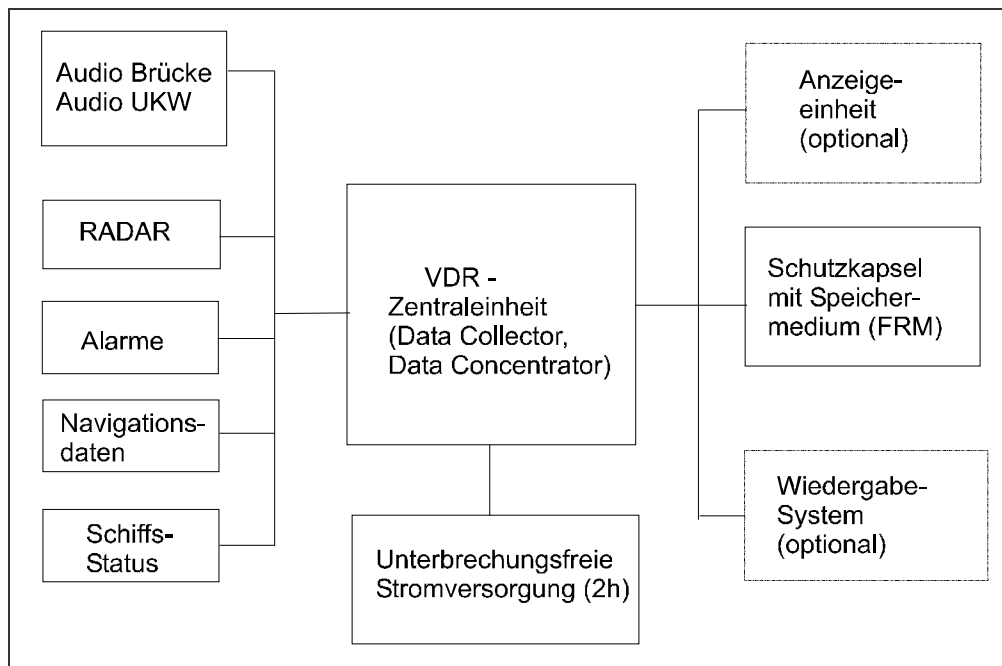 Audio Brücke
Audio UKW
RADAR
Alarme
Navigations-
daten
Schiffs-
Status
VDR -
Zentraleinheit
(Data Collector,
Data Concentrator)
Unterbrechungsfreie
Stromversorgung (2h)
Anzeige-
einheit
(optional)
Schutzkapsel
mit Speicher-
medium (FRM)
Wiedergabe-
System
(optional)